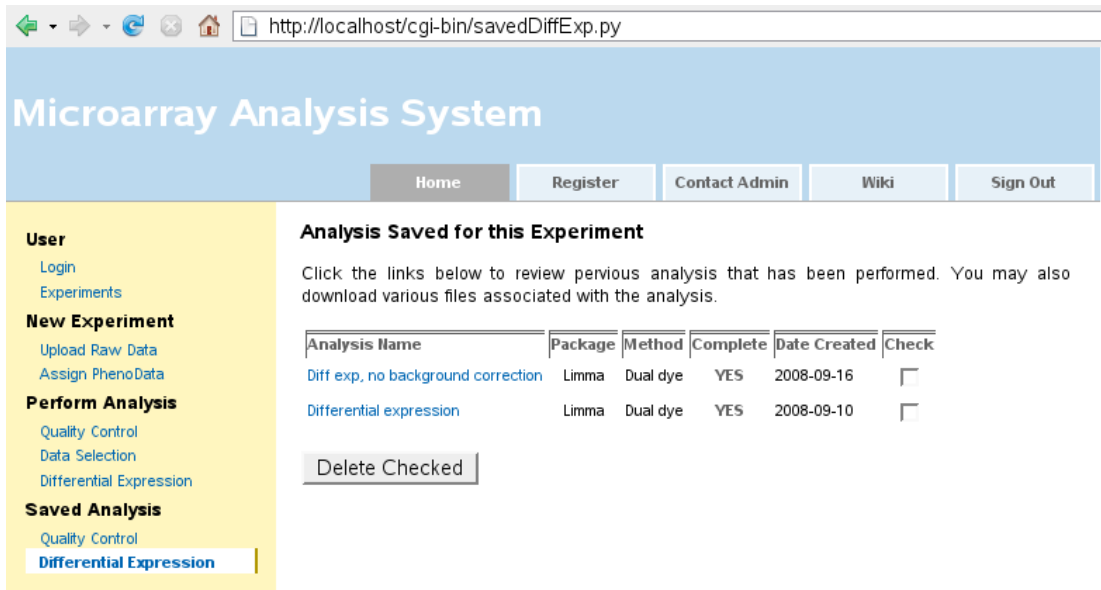 http://localhost/cgi-bin/savedDiffExp.py
Microarray Analysis System
Home Register Contact Admin Wiki Sign Out
User
Login
Experiments
New Experiment
Upload Raw Data
Assign PhenoData
Perform Analysis
Quality Control
Data Selection
Differential Expression
Saved Analysis
Quality Control
Differential Expression
Analysis Saved for this Experiment
Click the links below to review pervious analysis that has been performed. You may also
download various files associated with the analysis.
Analysis Name Package Method Complete Date Created Check
Diff exp, no background correction Limma Dual dye YES 2008-09-16
Differential expression Limma Dual dye YES 2008-09-10
Delete Checked